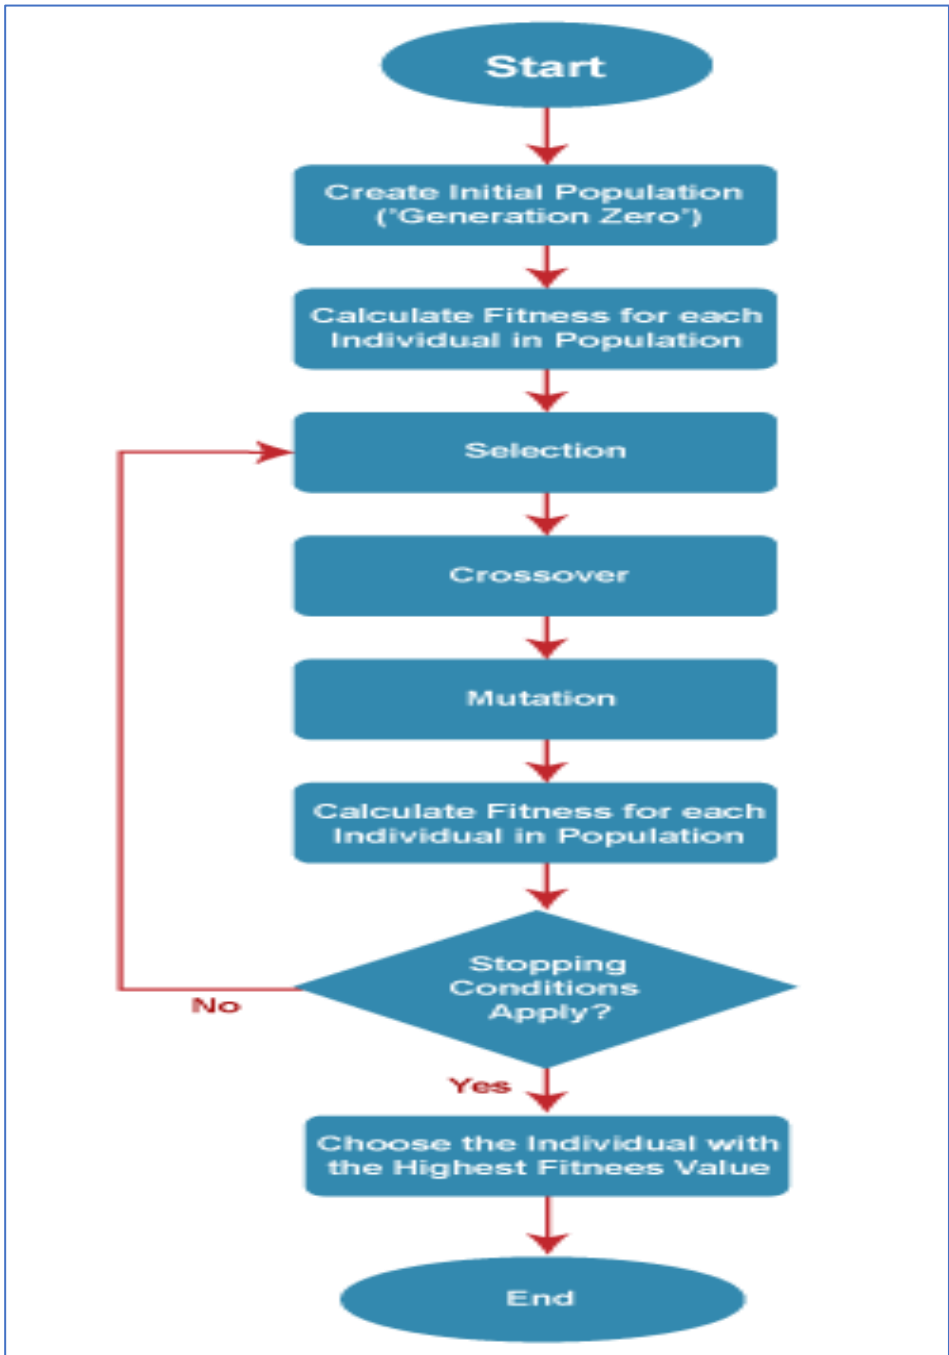 Start
Create Initial Population
('Generation Zero')
Calculate Fitness for each
Individual in Population
Selection
Crossover
Mutation
Calculate Fitness for each
Individual in Population
Stopping
Conditions
Apply?
No
Yes
Choose the Individual with
the Highest Fitnees Value
End